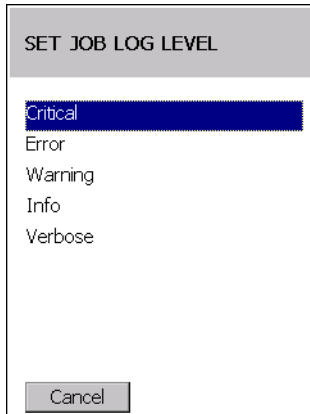 SET JOB LOG LEVEL
Critical
Error
Warning
Info
Verbose
Cancel